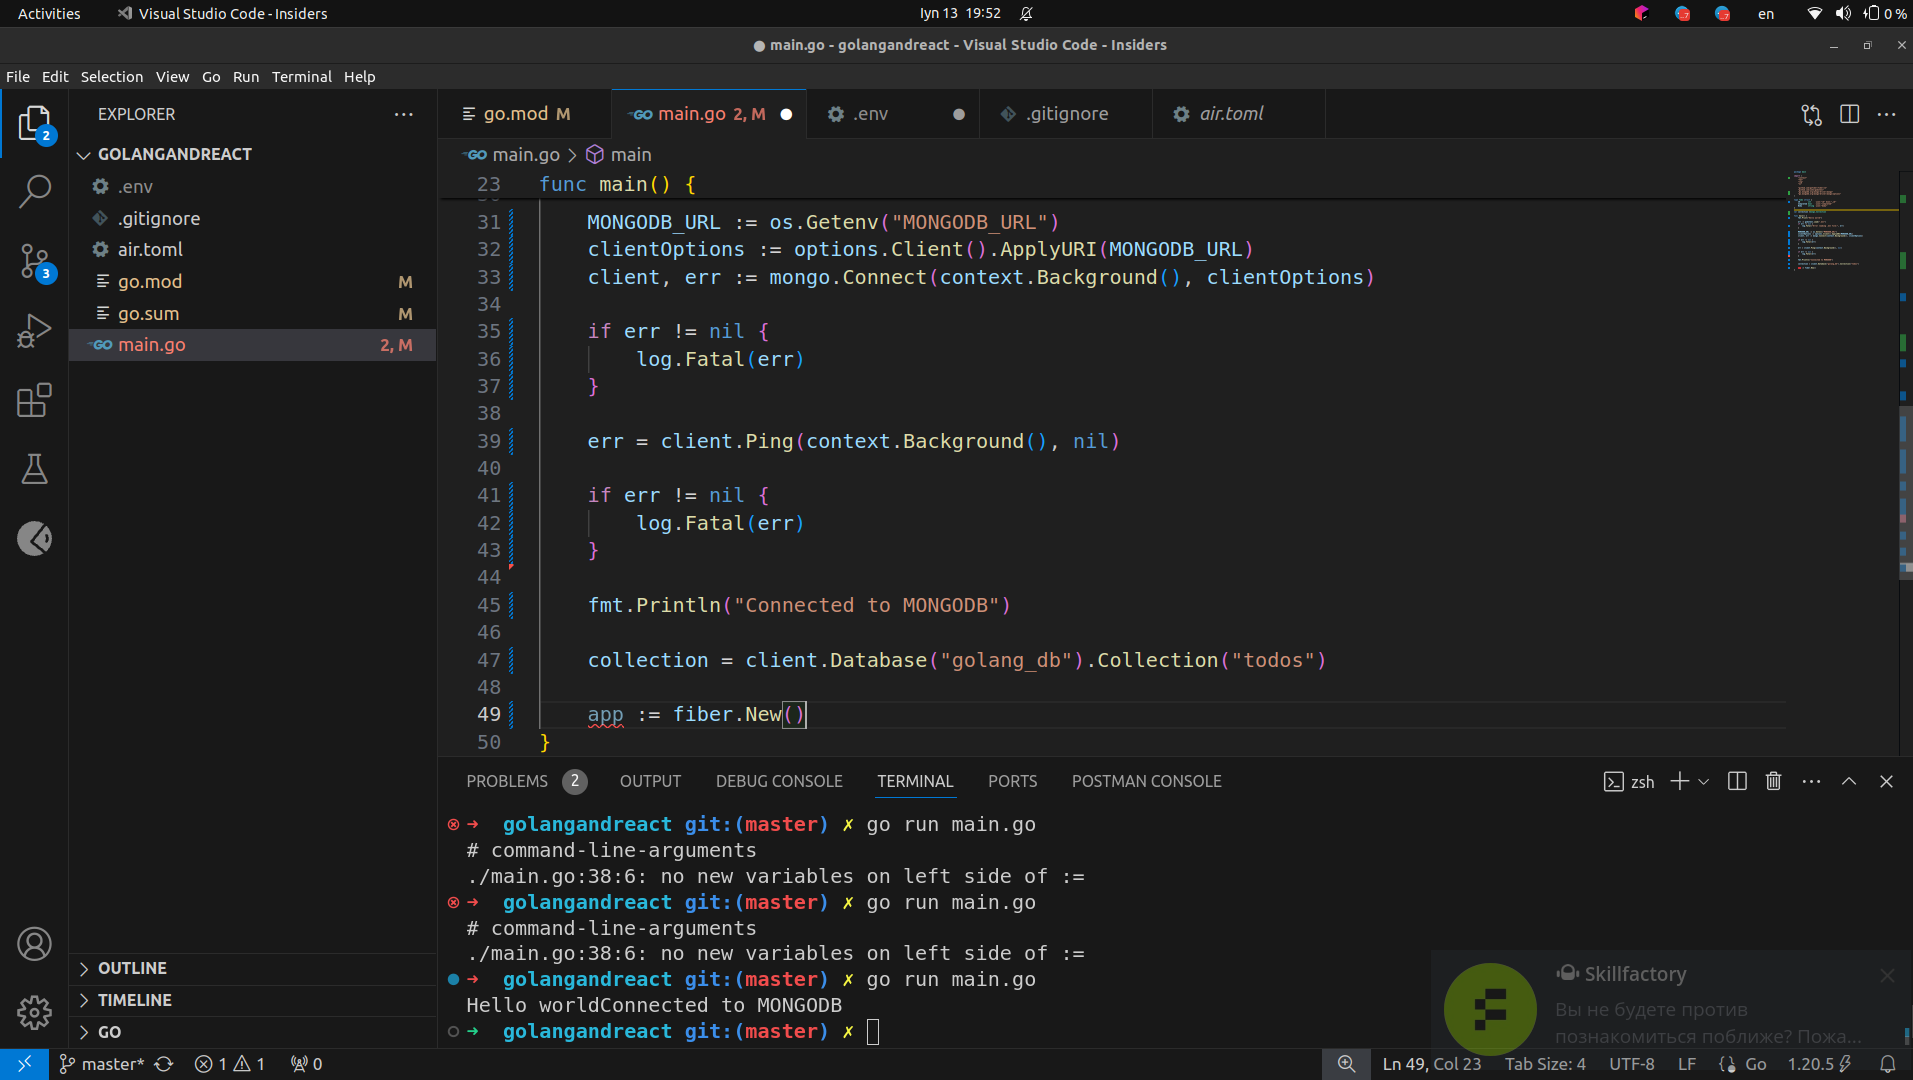 Activities
Visual Studio Code - Insiders
Iyn 13 19:52
en
0 %
main.go - golangandreact - Visual Studio Code - Insiders
File Edit Selection View Go Run Terminal Help
EXPLORER
2
3
GOLANGANDREACT
.env
.gitignore
air.toml
go.mod M
go.sum M
main.go 2, M
OUTLINE
TIMELINE
GO
go.mod M
main.go 2, M
.env
.gitignore
air.toml
main.go > main
23 func main() {
31 MONGODB_URL := os.Getenv("MONGODB_URL")
32 clientOptions := options.Client().ApplyURI(MONGODB_URL)
33 client, err := mongo.Connect(context.Background(), clientOptions)
34
35 if err != nil {
36 log.Fatal(err)
37 }
38
39 err = client.Ping(context.Background(), nil)
40
41 if err != nil {
42 log.Fatal(err)
43 }
44
45 fmt.Println("Connected to MONGODB")
46
47 collection = client.Database("golang_db").Collection("todos")
48
49 app := fiber.New()
50 }
PROBLEMS 2 OUTPUT DEBUG CONSOLE TERMINAL PORTS POSTMAN CONSOLE
zsh
➜ golangandreact git:(master) ✗ go run main.go
# command-line-arguments
./main.go:38:6: no new variables on left side of :=
➜ golangandreact git:(master) ✗ go run main.go
# command-line-arguments
./main.go:38:6: no new variables on left side of :=
➜ golangandreact git:(master) ✗ go run main.go
Hello worldConnected to MONGODB
➜ golangandreact git:(master) ✗
Skillfactory
Вы не будете против
познакомиться поближе? Пожа...
master* 1 1 0
Ln 49, Col 23 Tab Size: 4 UTF-8 LF Go 1.20.5